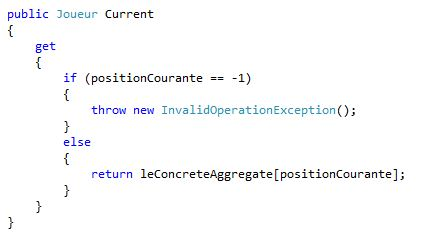 public Joueur Current
{
get
{
if (positionCourante == -1)
{
throw new InvalidOperationException();
}
else
{
return leConcreteAggregate[positionCourante];
}
}
}